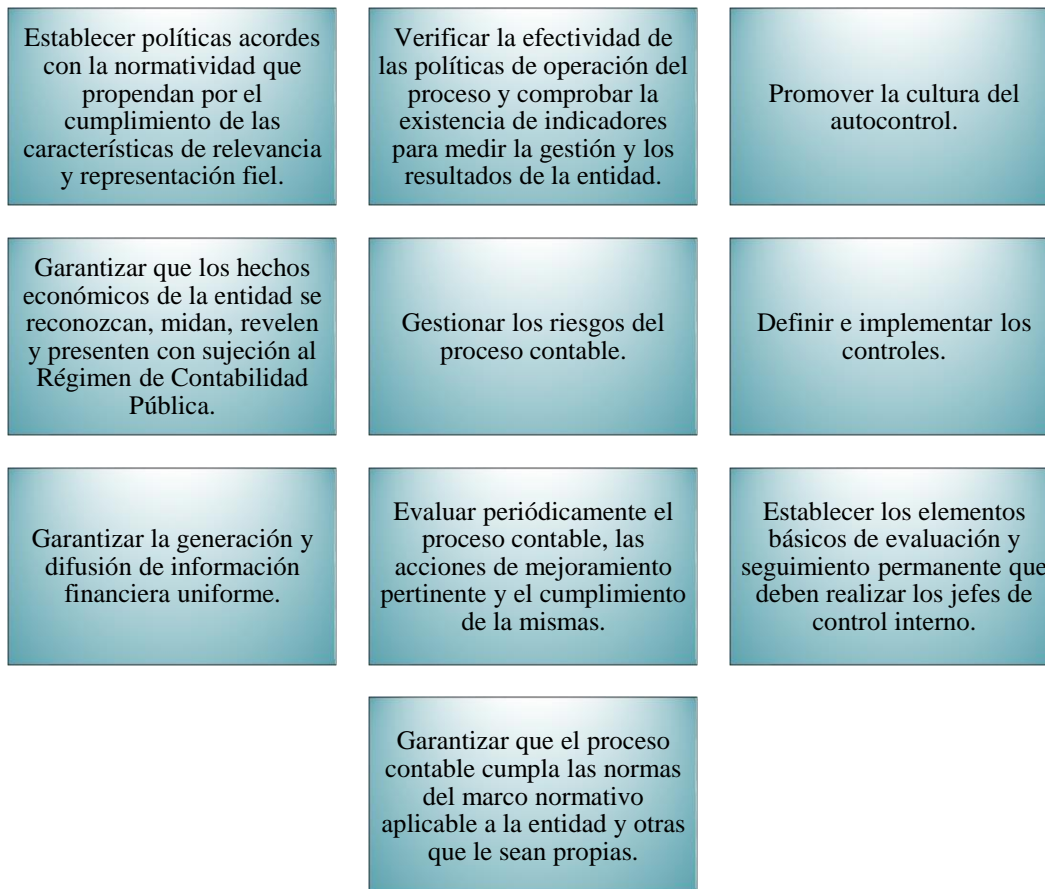 Establecer políticas acordes
con la normatividad que
propendan por el
cumplimiento de las
características de relevancia
y representación fiel.
Verificar la efectividad de
las políticas de operación del
proceso y comprobar la
existencia de indicadores
para medir la gestión y los
resultados de la entidad.
Promover la cultura del
autocontrol.
Garantizar que los hechos
económicos de la entidad se
reconozcan, midan, revelen
y presenten con sujeción al
Régimen de Contabilidad
Pública.
Gestionar los riesgos del
proceso contable.
Definir e implementar los
controles.
Garantizar la generación y
difusión de información
financiera uniforme.
Evaluar periódicamente el
proceso contable, las
acciones de mejoramiento
pertinente y el cumplimiento
de la mismas.
Establecer los elementos
básicos de evaluación y
seguimiento permanente que
deben realizar los jefes de
control interno.
Garantizar que el proceso
contable cumpla las normas
del marco normativo
aplicable a la entidad y otras
que le sean propias.